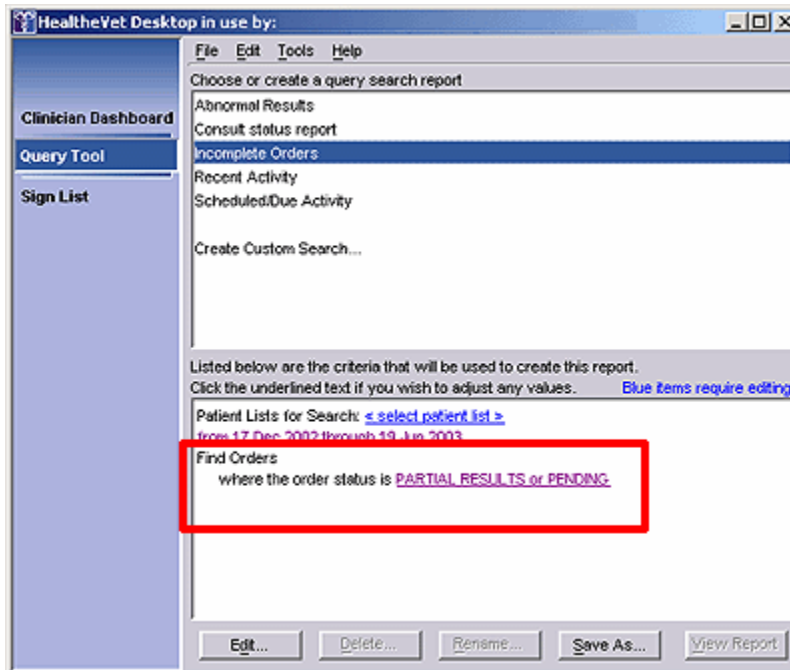 HealtheVet Desktop in use by:
File Edit Tools Help
Choose or create a query search report
Clinician Dashboard
Query Tool
Sign List
Abnormal Results
Consult status report
Incomplete Orders
Recent Activity
Scheduled/Due Activity
Create Custom Search...
Listed below are the criteria that will be used to create this report.
Click the underlined text if you wish to adjust any values. Blue items require editing
Patient Lists for Search: < select patient list >
from 17 Dec 2002 through 19 Jun 2003
Find Orders
where the order status is PARTIAL RESULTS or PENDING
Edit... Delete... Rename... Save As... View Report